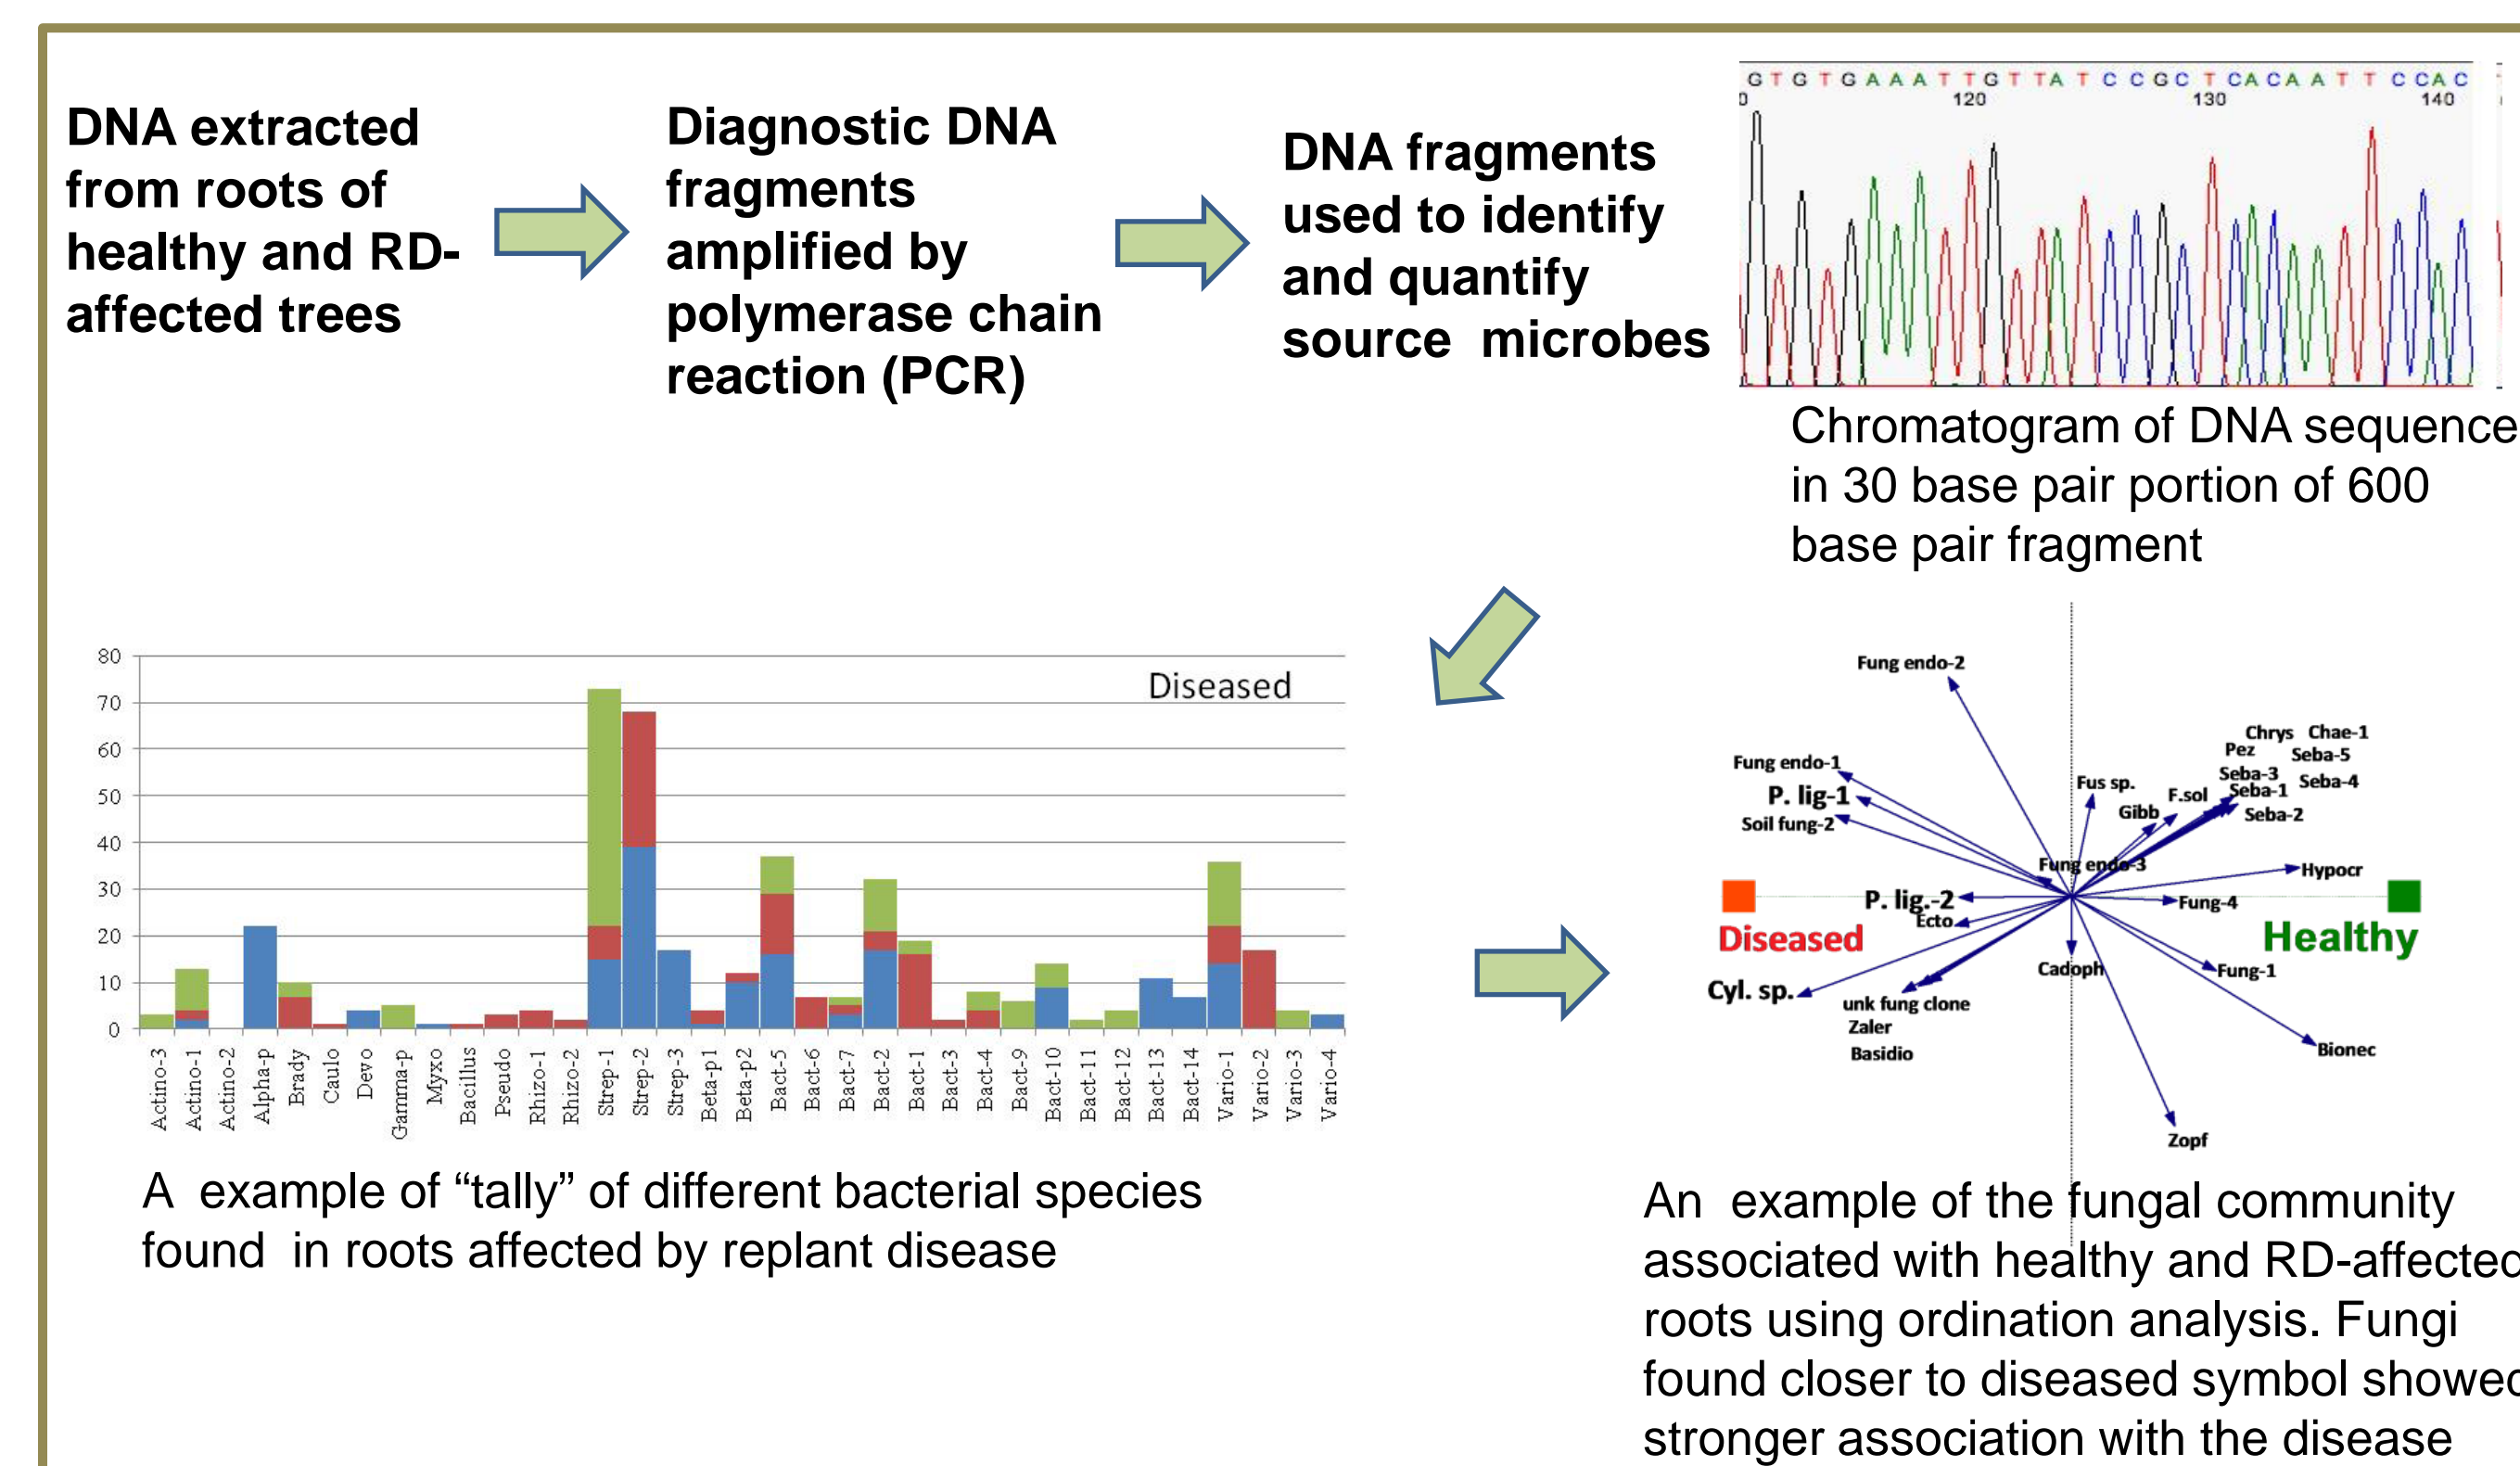 DNA extracted
from roots of
healthy and RD-
affected trees
Diagnostic DNA
fragments
amplified by
polymerase chain
reaction (PCR)
DNA fragments
used to identify
and quantify
source microbes
G T G T G A A A T T G T T A T C C G C T C A C A A T T C C A C
0 120 130 140
Chromatogram of DNA sequence
in 30 base pair portion of 600
base pair fragment
80
70
60
50
40
30
20
10
0
Diseased
Actino-3
Actino-1
Actino-2
Alpha-p
Brady
Caulo
Devo
Gamma-p
Myxo
Bacillus
Pseudo
Rhizo-1
Rhizo-2
Strep-1
Strep-2
Strep-3
Beta-p1
Beta-p2
Bact-5
Bact-6
Bact-7
Bact-2
Bact-1
Bact-3
Bact-4
Bact-9
Bact-10
Bact-11
Bact-12
Bact-13
Bact-14
Vario-1
Vario-2
Vario-3
Vario-4
A example of “tally” of different bacterial species
found in roots affected by replant disease
Fung endo-2
Chrys Chae-1
Pez Seba-5
Fung endo-1
Seba-3 Seba-4
Fus sp.
P. lig-1
F.sol Seba-1
Gibb Seba-2
Soil fung-2
Fung endo-3
Hypocr
P. lig.-2
Fung-4
Ecto
Diseased
Healthy
Cadoph
Fung-1
Cyl. sp.
unk fung clone
Zaler
Basidio
Bionec
Zopf
An example of the fungal community
associated with healthy and RD-affected
roots using ordination analysis. Fungi
found closer to diseased symbol showed
stronger association with the disease